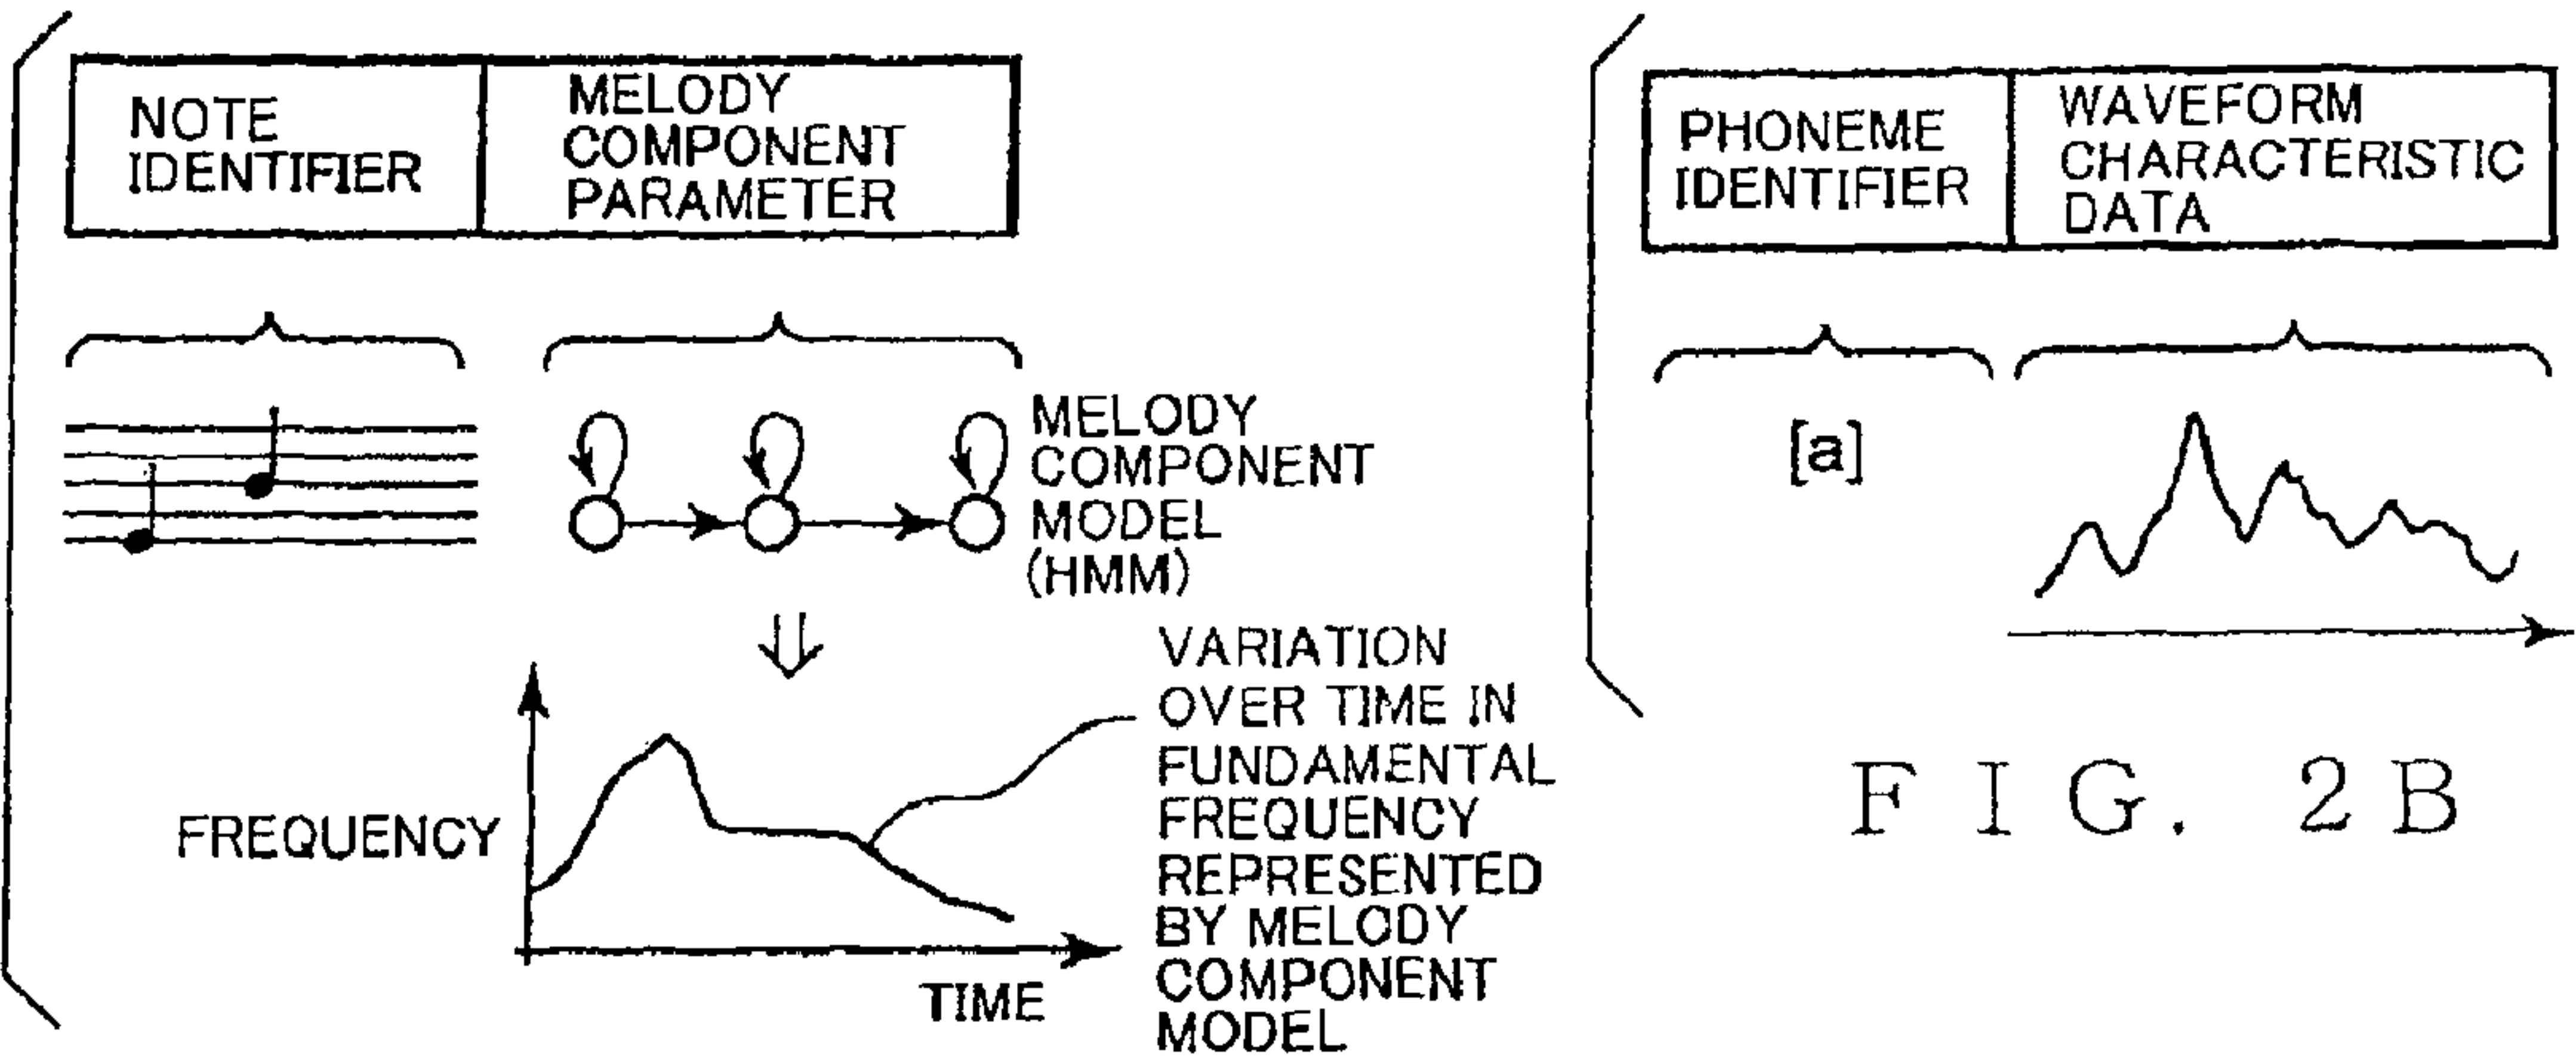 NOTE
IDENTIFIER
MELODY
COMPONENT
PARAMETER
MELODY
COMPONENT
MODEL
(HMM)
FREQUENCY
TIME
VARIATION
OVER TIME IN
FUNDAMENTAL
FREQUENCY
REPRESENTED
BY MELODY
COMPONENT
MODEL
PHONEME
IDENTIFIER
WAVEFORM
CHARACTERISTIC
DATA
[a]
FIG. 2B